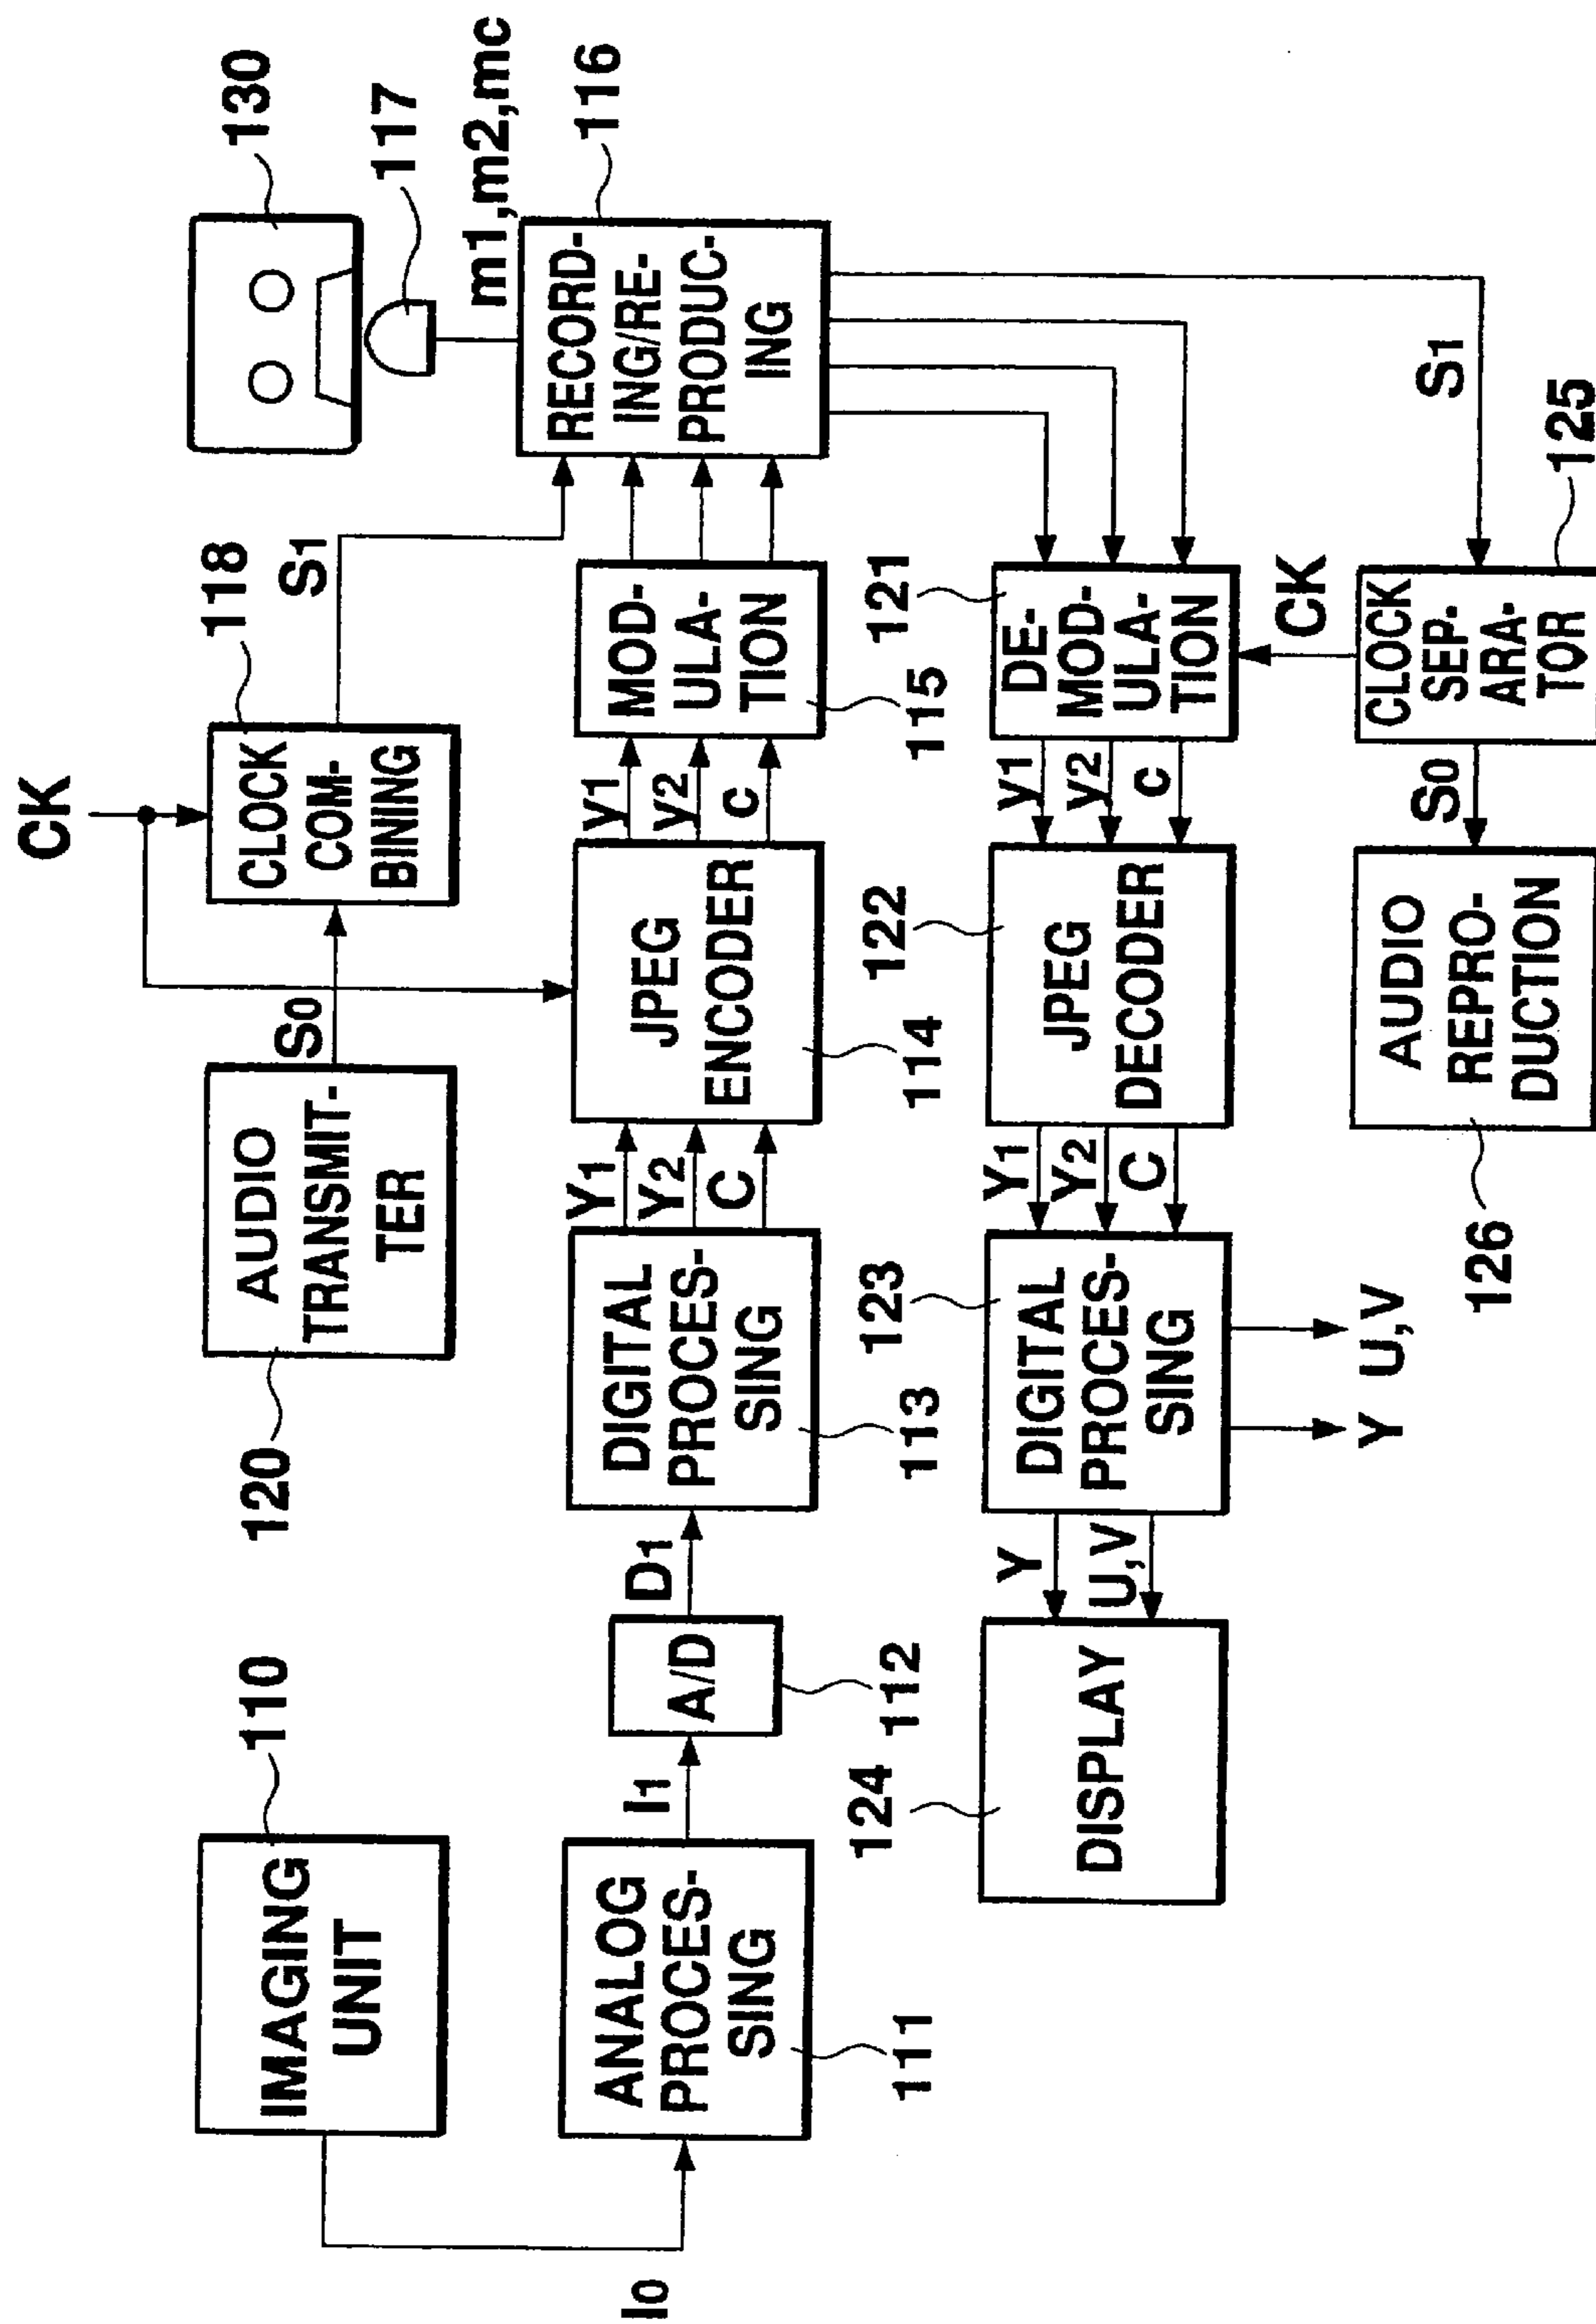 CK
130
117
118
S1
m1,m2,mc
116
110
120
IMAGING
UNIT
AUDIO
TRANSMIT-
TER
S0
CLOCK
COM-
BINING
I0
ANALOG
PROCES-
SING
111
I1
A/D
112
D1
DIGITAL
PROCES-
SING
113
Y1
Y2
C
JPEG
ENCODER
114
y1
y2
c
MOD-
ULA-
TION
115
RECORD-
ING/RE-
PRODUC-
ING
124
DISPLAY
Y
U,V
123
DIGITAL
PROCES-
SING
Y
U,V
Y1
Y2
C
122
JPEG
DECODER
y1
y2
c
121
DE-
MOD-
ULA-
TION
CK
S1
126
AUDIO
REPRO-
DUCTION
S0
CLOCK
SEP-
ARA-
TOR
125